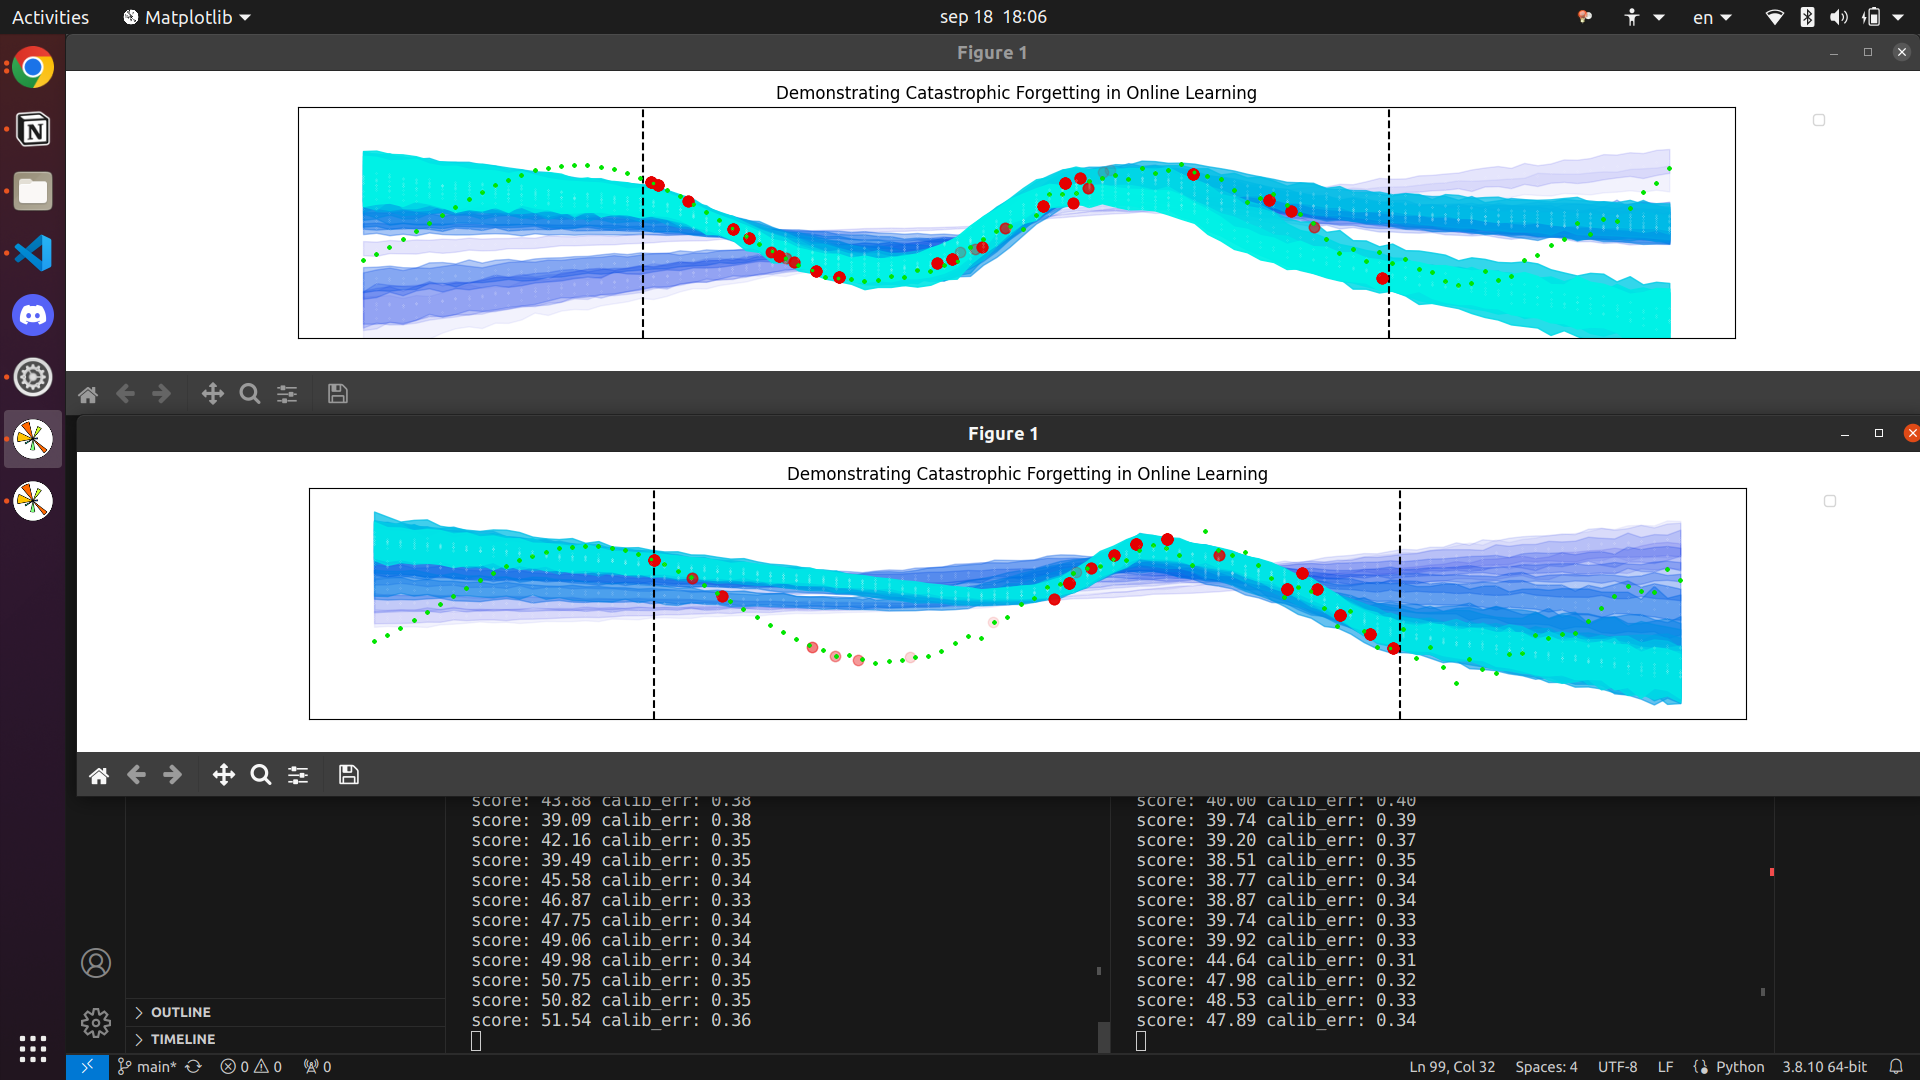 Activities
Matplotlib
sep 18 18:06
en
Figure 1
Demonstrating Catastrophic Forgetting in Online Learning
Figure 1
Demonstrating Catastrophic Forgetting in Online Learning
score: 43.88 calib_err: 0.38
score: 39.09 calib_err: 0.38
score: 42.16 calib_err: 0.35
score: 39.49 calib_err: 0.35
score: 45.58 calib_err: 0.34
score: 46.87 calib_err: 0.33
score: 47.75 calib_err: 0.34
score: 49.06 calib_err: 0.34
score: 49.98 calib_err: 0.34
score: 50.75 calib_err: 0.35
score: 50.82 calib_err: 0.35
score: 51.54 calib_err: 0.36
score: 40.00 calib_err: 0.40
score: 39.74 calib_err: 0.39
score: 39.20 calib_err: 0.37
score: 38.51 calib_err: 0.35
score: 38.77 calib_err: 0.34
score: 38.87 calib_err: 0.34
score: 39.74 calib_err: 0.33
score: 39.92 calib_err: 0.33
score: 44.64 calib_err: 0.31
score: 47.98 calib_err: 0.32
score: 48.53 calib_err: 0.33
score: 47.89 calib_err: 0.34
OUTLINE
TIMELINE
main* 0 0 0 Ln 99, Col 32 Spaces: 4 UTF-8 LF Python 3.8.10 64-bit